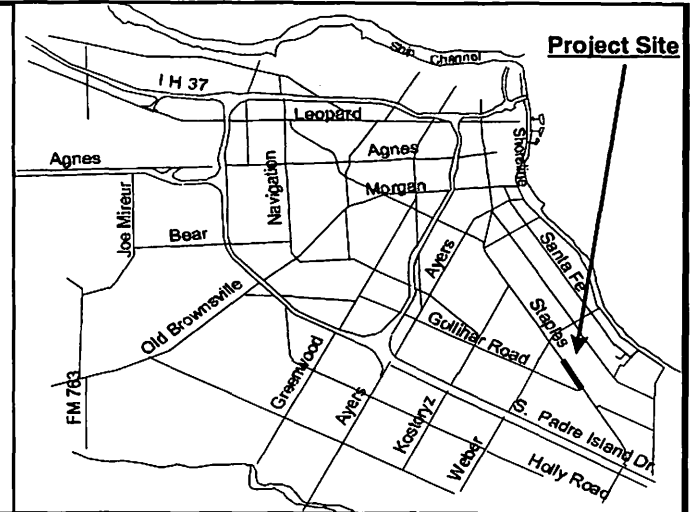 Project Site
Ship Channel
I H 37
Leopard
Shoreline
Agnes
Agnes
Navigation
Morgan
Joe Mireur
Bear
Ayers
Santa Fe
Old Brownsville
Staples
Gollihar Road
Greenwood
FM 763
Ayers
Kostoryz
S. Padre Island Dr.
Weber
Holly Road